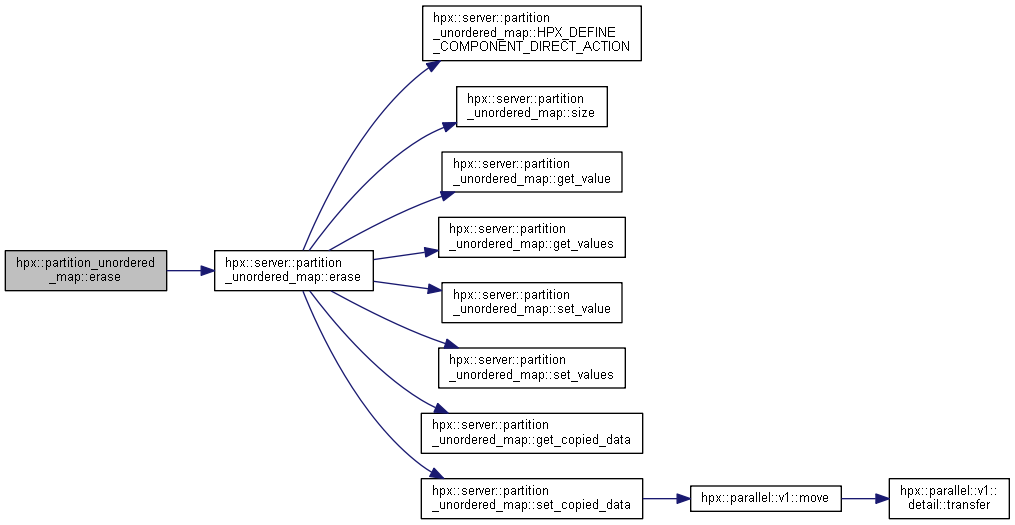 hpx::server::partition
_unordered_map::HPX_DEFINE
_COMPONENT_DIRECT_ACTION
hpx::server::partition
_unordered_map::size
hpx::server::partition
_unordered_map::get_value
hpx::server::partition
_unordered_map::get_values
hpx::partition_unordered
_map::erase
hpx::server::partition
_unordered_map::erase
hpx::server::partition
_unordered_map::set_value
hpx::server::partition
_unordered_map::set_values
hpx::server::partition
_unordered_map::get_copied_data
hpx::server::partition
_unordered_map::set_copied_data
hpx::parallel::v1::move
hpx::parallel::v1::
detail::transfer